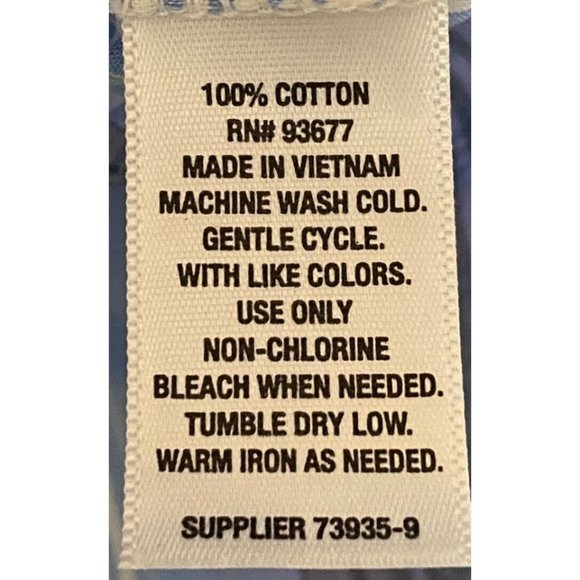 100% COTTON
RN# 93677
MADE IN VIETNAM
MACHINE WASH COLD.
GENTLE CYCLE.
WITH LIKE COLORS.
USE ONLY
NON-CHLORINE
BLEACH WHEN NEEDED.
TUMBLE DRY LOW.
WARM IRON AS NEEDED.
SUPPLIER 73935-9